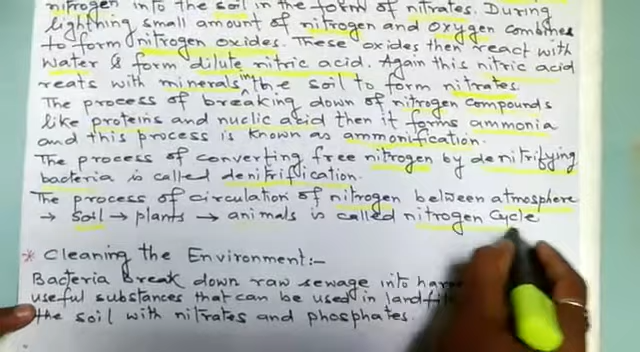 nitrogen into the soil in the form of nitrates. During
lightning small amount of nitrogen and oxygen combines
to form nitrogen oxides. These oxides then react with
water & form dilute nitric acid. Again this nitric acid
reats with minerals in the soil to form nitrates.
The process of breaking down of nitrogen compounds
like proteins and nuclic acid then it forms ammonia
and this process is known as ammonification.
The process of converting free nitrogen by denitrifying
bacteria is called denitrification.
The process of circulation of nitrogen between atmosphere
→ soil → plants → animals is called nitrogen cycle
* Cleaning the Environment:-
Bacteria Break down raw sewage into
useful substances that can be used in
the soil with nitrates and phosphates.